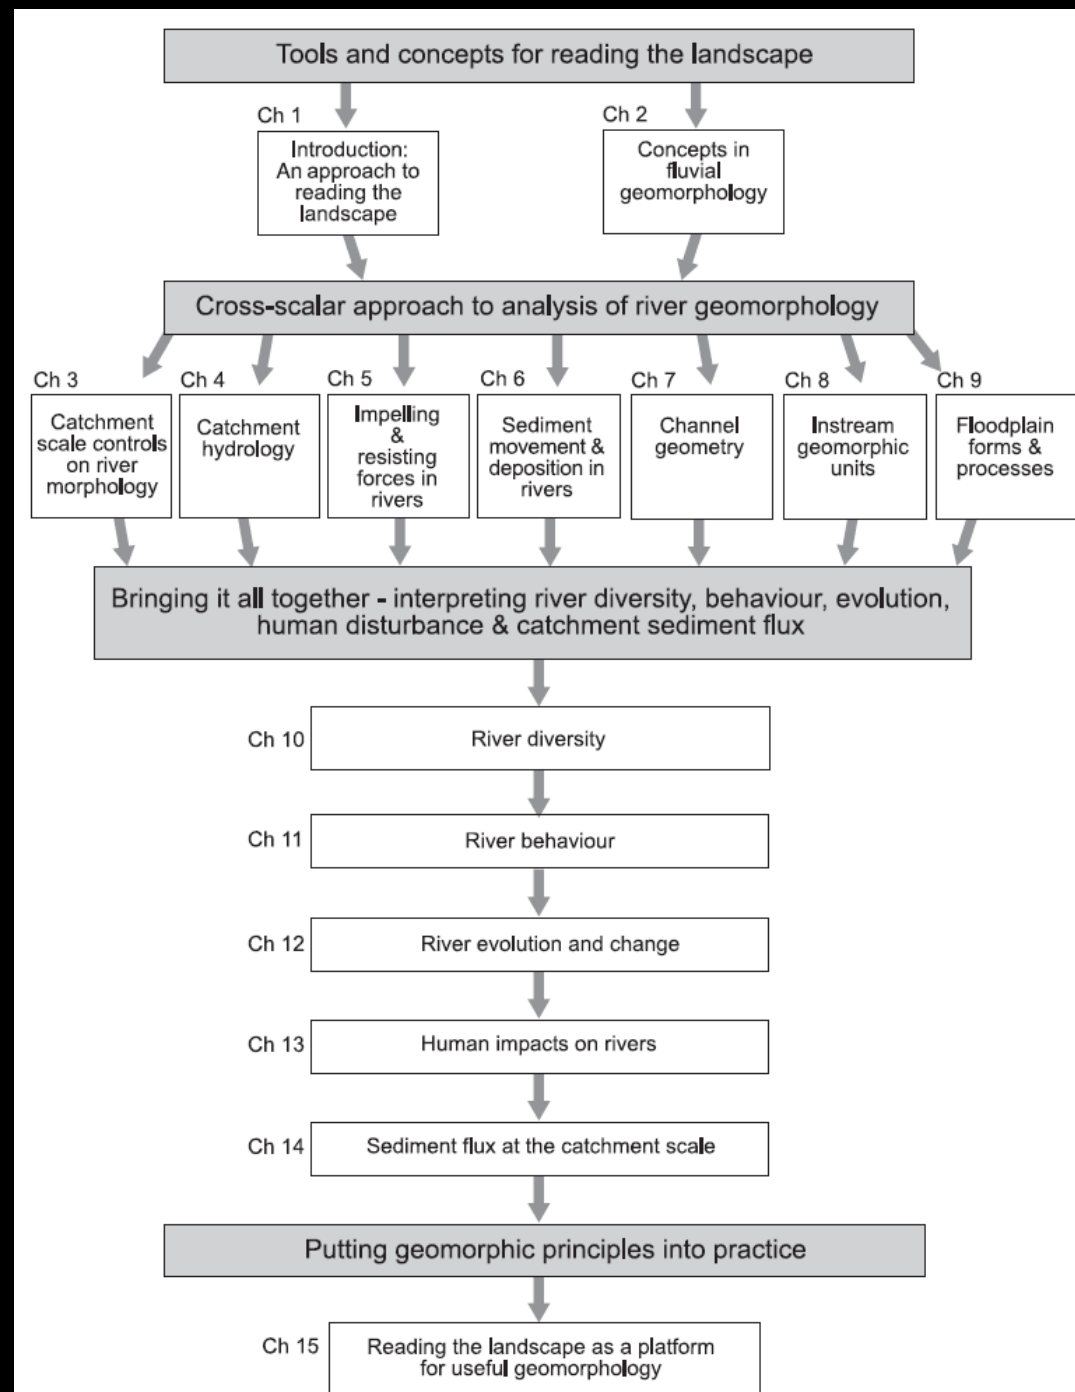 Tools and concepts for reading the landscape
Ch 1
Introduction:
An approach to
reading the
landscape
Ch 2
Concepts in
fluvial
geomorphology
Cross-scalar approach to analysis of river geomorphology
Ch 3
Catchment
scale controls
on river
morphology
Ch 4
Catchment
hydrology
Ch 5
Impelling
&
resisting
forces in
rivers
Ch 6
Sediment
movement &
deposition in
rivers
Ch 7
Channel
geometry
Ch 8
Instream
geomorphic
units
Ch 9
Floodplain
forms &
processes
Bringing it all together - interpreting river diversity, behaviour, evolution,
human disturbance & catchment sediment flux
Ch 10
River diversity
Ch 11
River behaviour
Ch 12
River evolution and change
Ch 13
Human impacts on rivers
Ch 14
Sediment flux at the catchment scale
Putting geomorphic principles into practice
Ch 15
Reading the landscape as a platform
for useful geomorphology